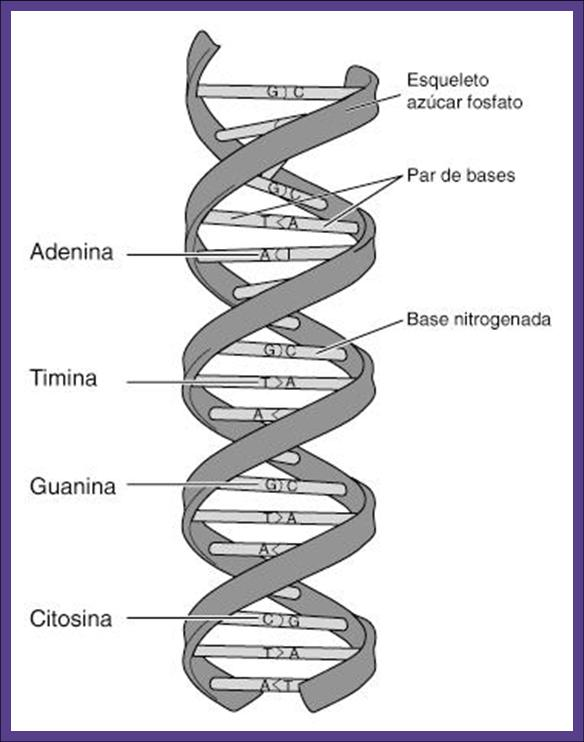 G C
Esqueleto
azúcar fosfato
G C
Par de bases
T A
Adenina
A
Base nitrogenada
G C
Timina
T A
A
Guanina
G C
T A
A
Citosina
C G
T A
A T